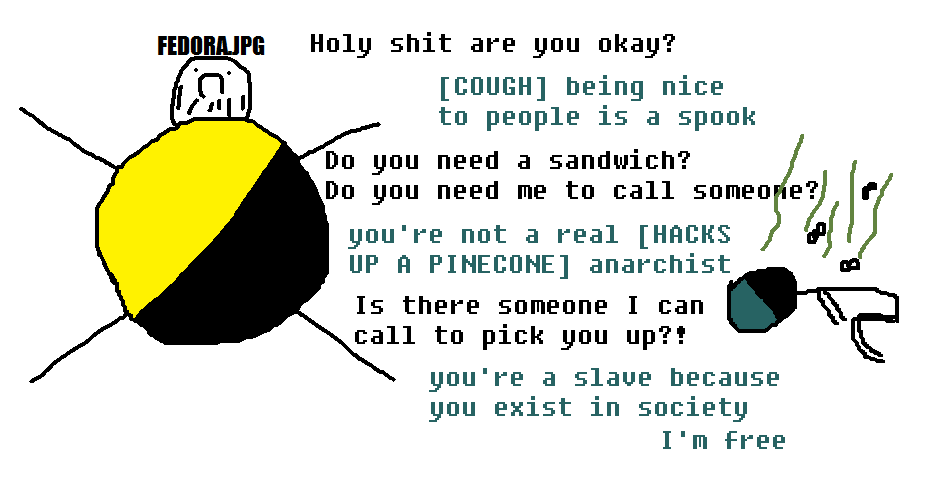 FEDORA.JPG
Holy shit are you okay?
[COUGH] being nice
to people is a spook
Do you need a sandwich?
Do you need me to call someone?
you're not a real [HACKS
UP A PINECONE] anarchist
Is there someone I can
call to pick you up?!
you're a slave because
you exist in society
I'm free